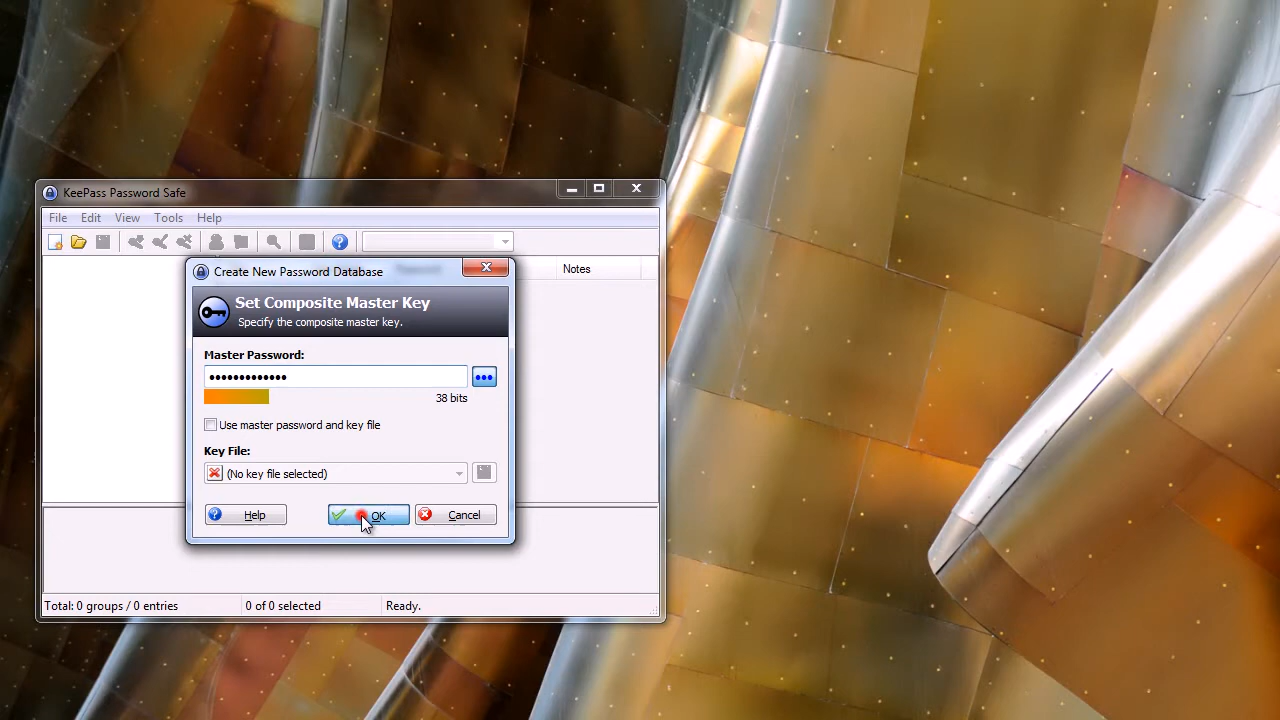 KeePass Password Safe
File Edit View Tools Help
Notes
Create New Password Database
Set Composite Master Key
Specify the composite master key.
Master Password:
•••••••••••••
38 bits
Use master password and key file
Key File:
(No key file selected)
Help OK Cancel
Total: 0 groups / 0 entries 0 of 0 selected Ready.